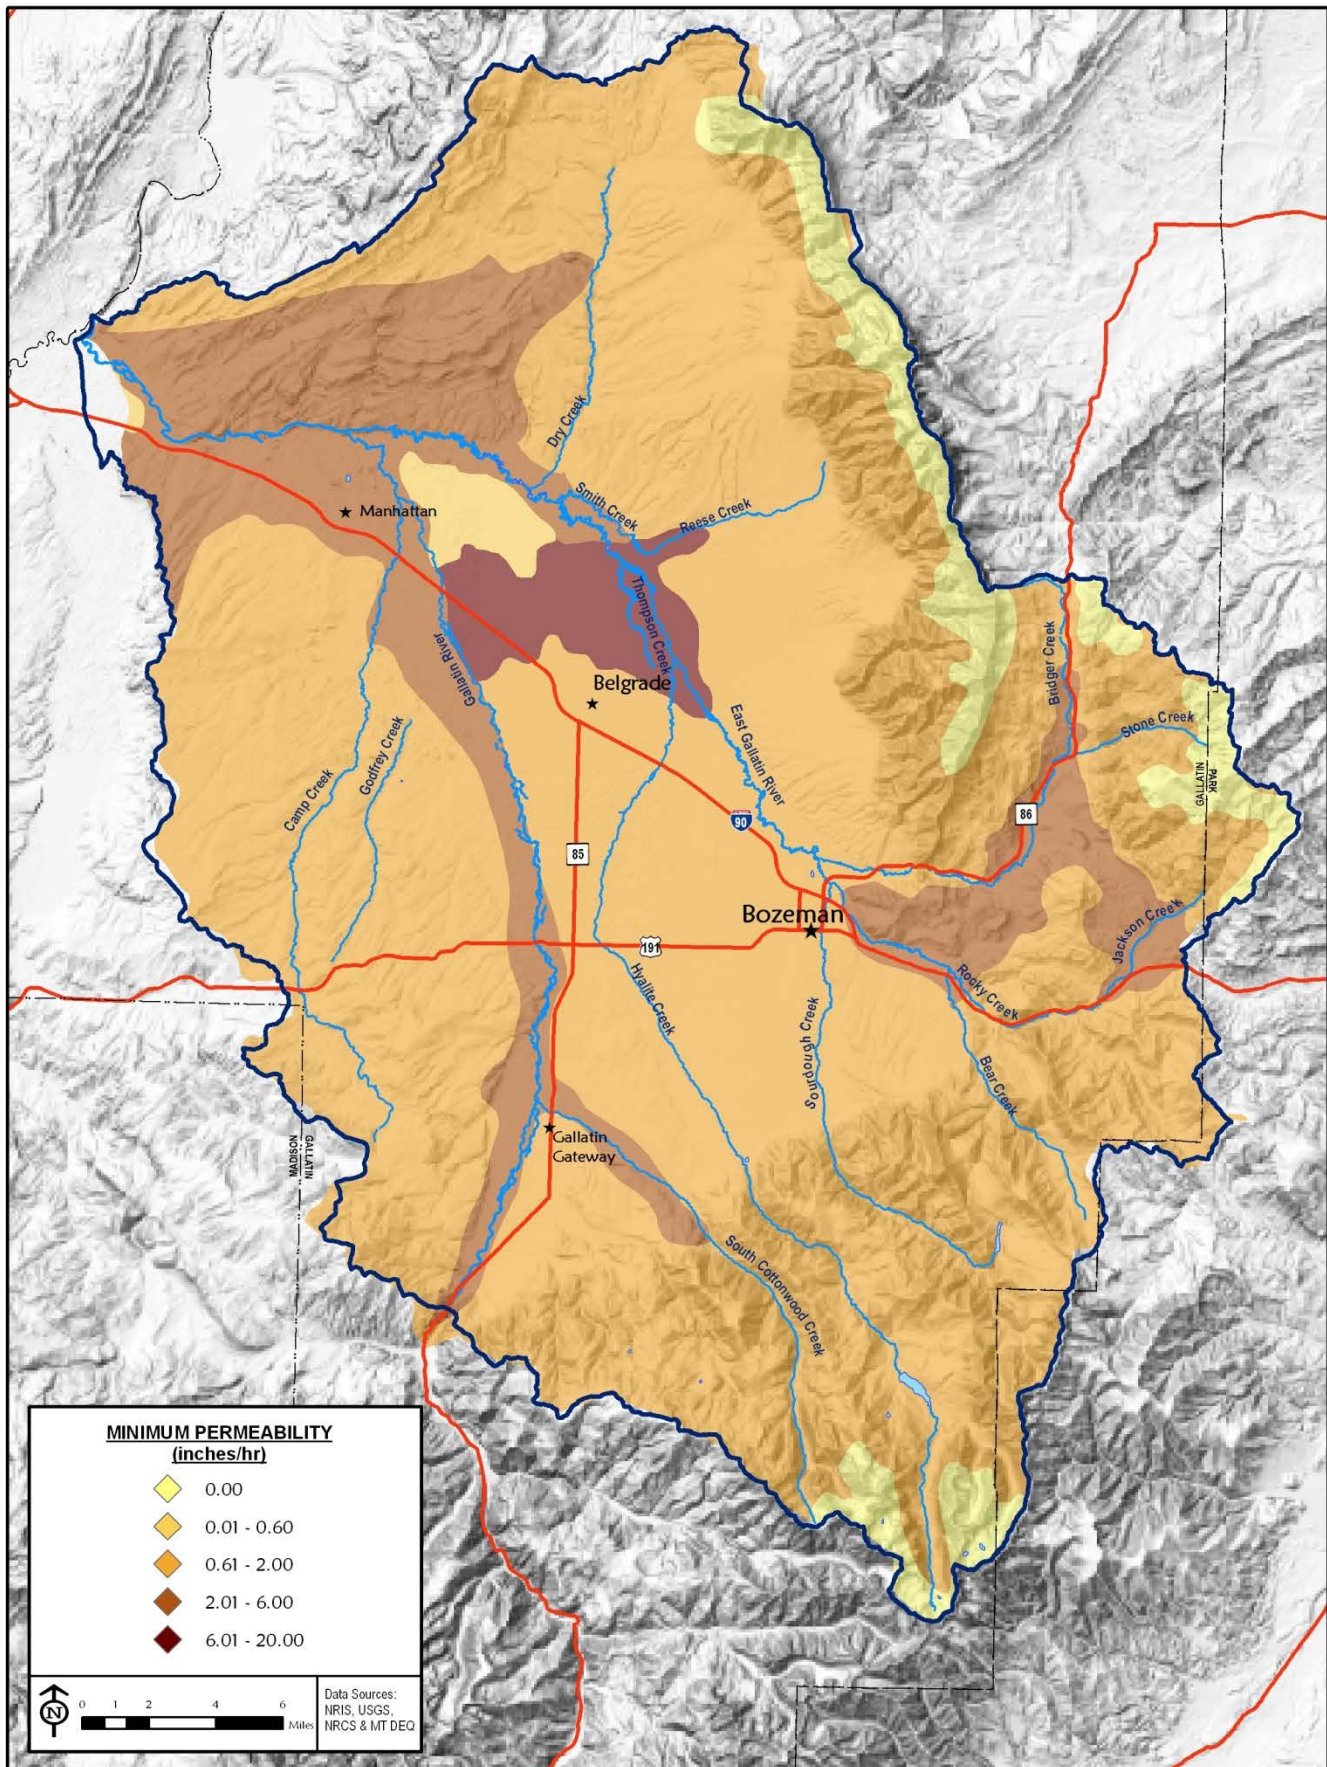 Dry Creek
Smith Creek
Reese Creek
Manhattan
Thompson Creek
Gallatin River
Belgrade
Bridger Creek
Stone Creek
East Gallatin River
Godfrey Creek
Camp Creek
GALLATIN
PARK
90
86
85
Bozeman
191
Jackson Creek
Rocky Creek
Hyalite Creek
Sourdough Creek
Bear Creek
MADISON
GALLATIN
Gallatin
Gateway
South Cottonwood Creek
MINIMUM PERMEABILITY
(inches/hr)
0.00
0.01 - 0.60
0.61 - 2.00
2.01 - 6.00
6.01 - 20.00
N
0 1 2 4 6
Miles
Data Sources:
NRIS, USGS,
NRCS & MT DEQ